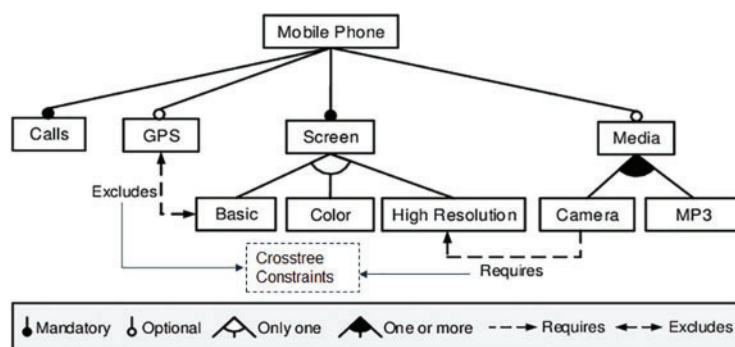 Mobile Phone
Calls
GPS
Screen
Media
Excludes
Basic
Color
High Resolution
Camera
MP3
Crosstree
Constraints
Requires
Mandatory
Optional
Only one
One or more
Requires
Excludes